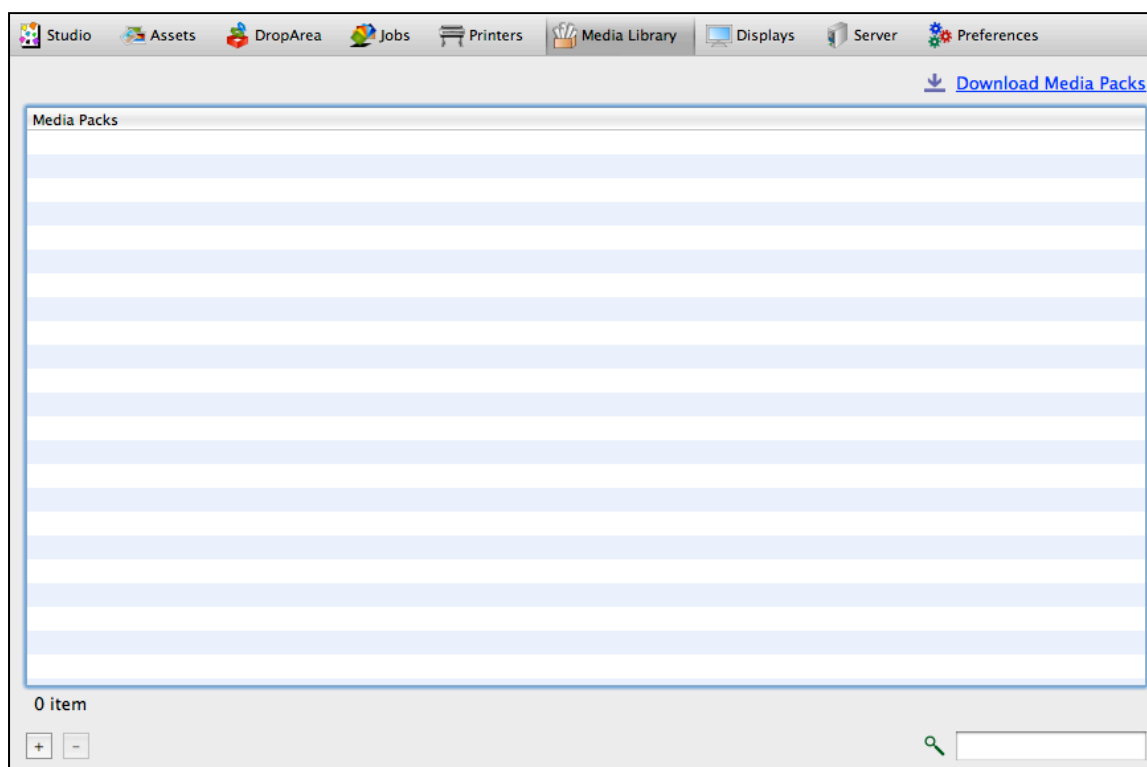 Studio Assets DropArea Jobs Printers Media Library Displays Server Preferences
Download Media Packs
Media Packs
0 item
+ -